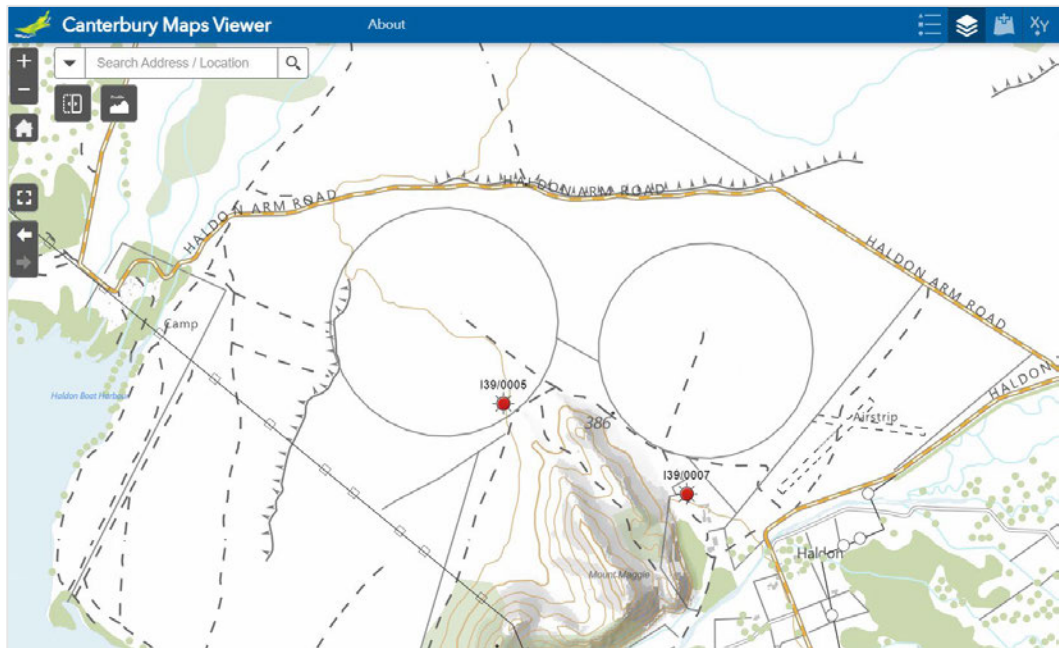 Canterbury Maps Viewer
About
XY
Search Address / Location
HALDON ARM ROAD
HALDON ARM ROAD
HALDON ARM ROAD
Camp
Haldon Boat Harbour
I39/0005
386
I39/0007
Airstrip
HALDON
Haldon
Mount Maggie